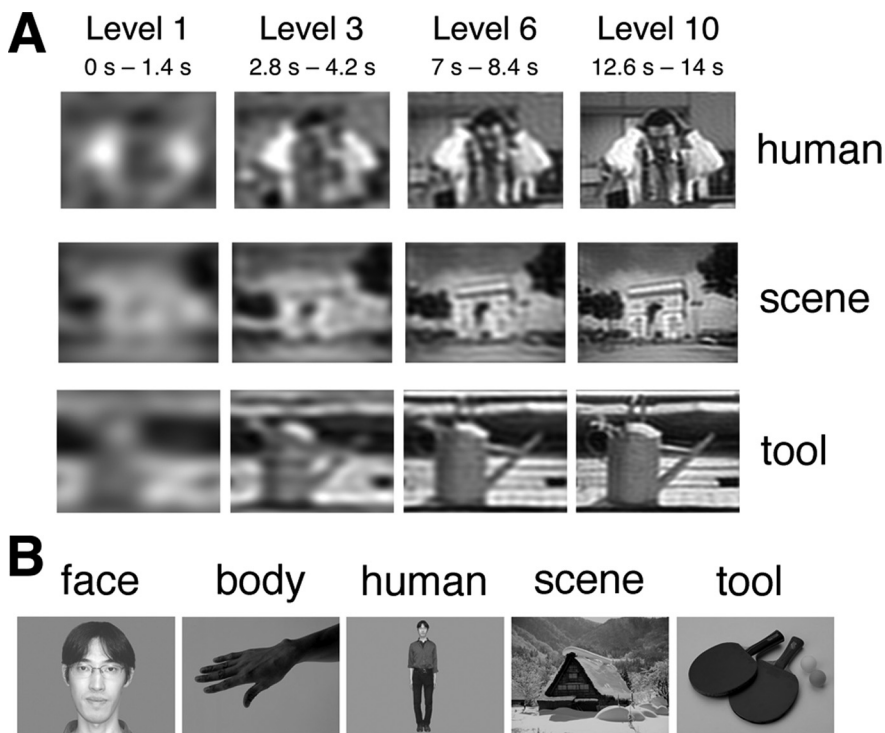 A
Level 1 Level 3 Level 6 Level 10
0 s – 1.4 s 2.8 s – 4.2 s 7 s – 8.4 s 12.6 s – 14 s
human
scene
tool
B
face body human scene tool